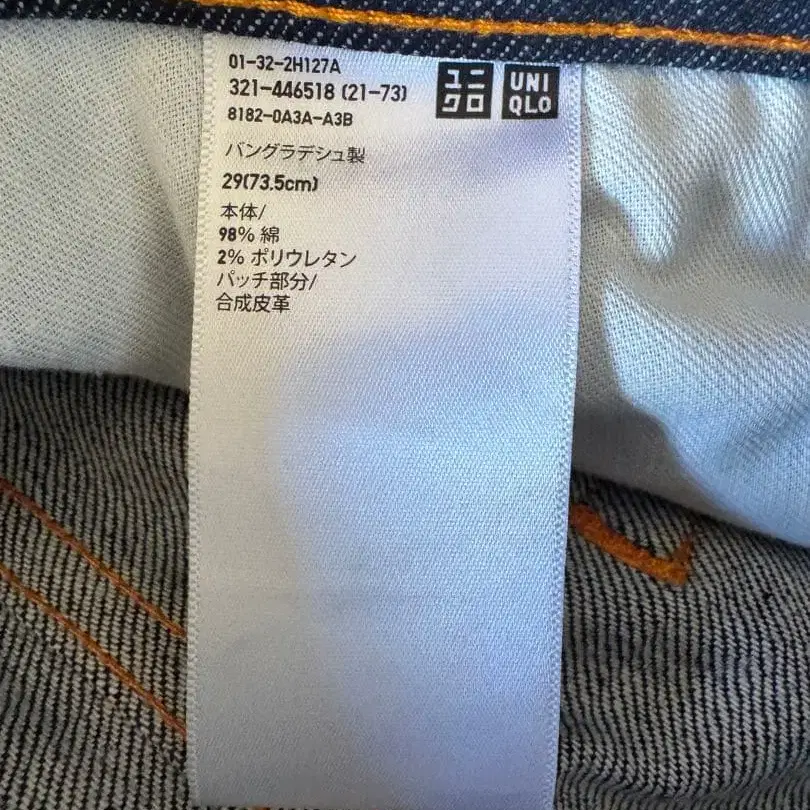 01-32-2H127A
321-446518 (21-73)
8182-0A3A-A3B
ユニ
クロ
UNI
QLO
バングラデシュ製
29(73.5cm)
本体/
98% 綿
2% ポリウレタン
パッチ部分/
合成皮革